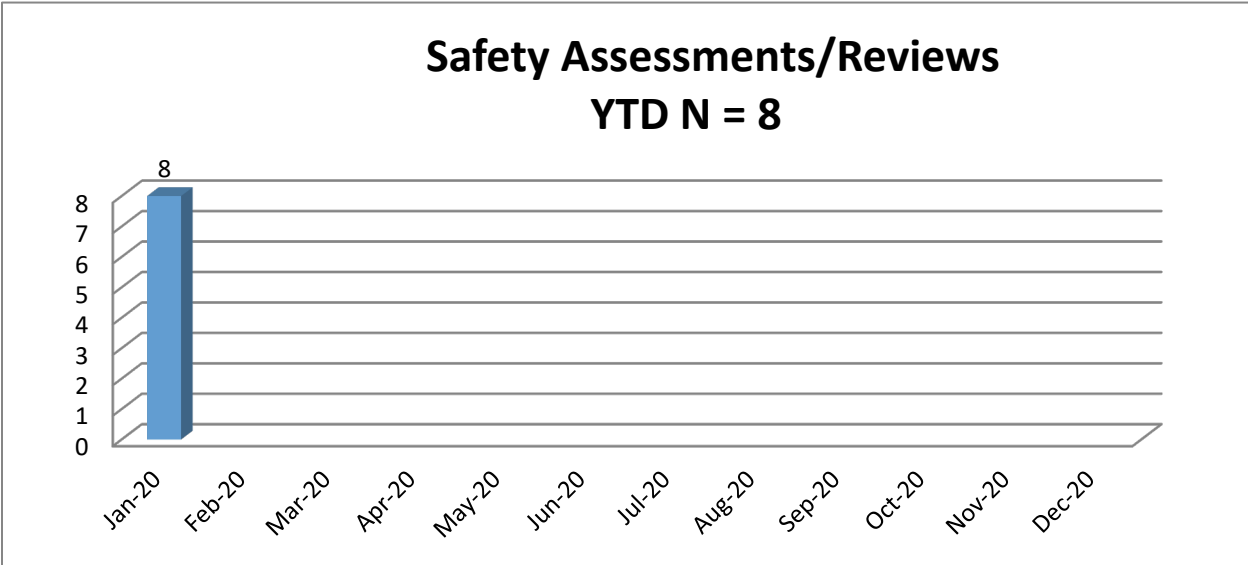 Safety Assessments/Reviews
YTD N = 8
8
8
7
6
5
4
3
2
1
0
Jan-20
Feb-20
Mar-20
Apr-20
May-20
Jun-20
Jul-20
Aug-20
Sep-20
Oct-20
Nov-20
Dec-20